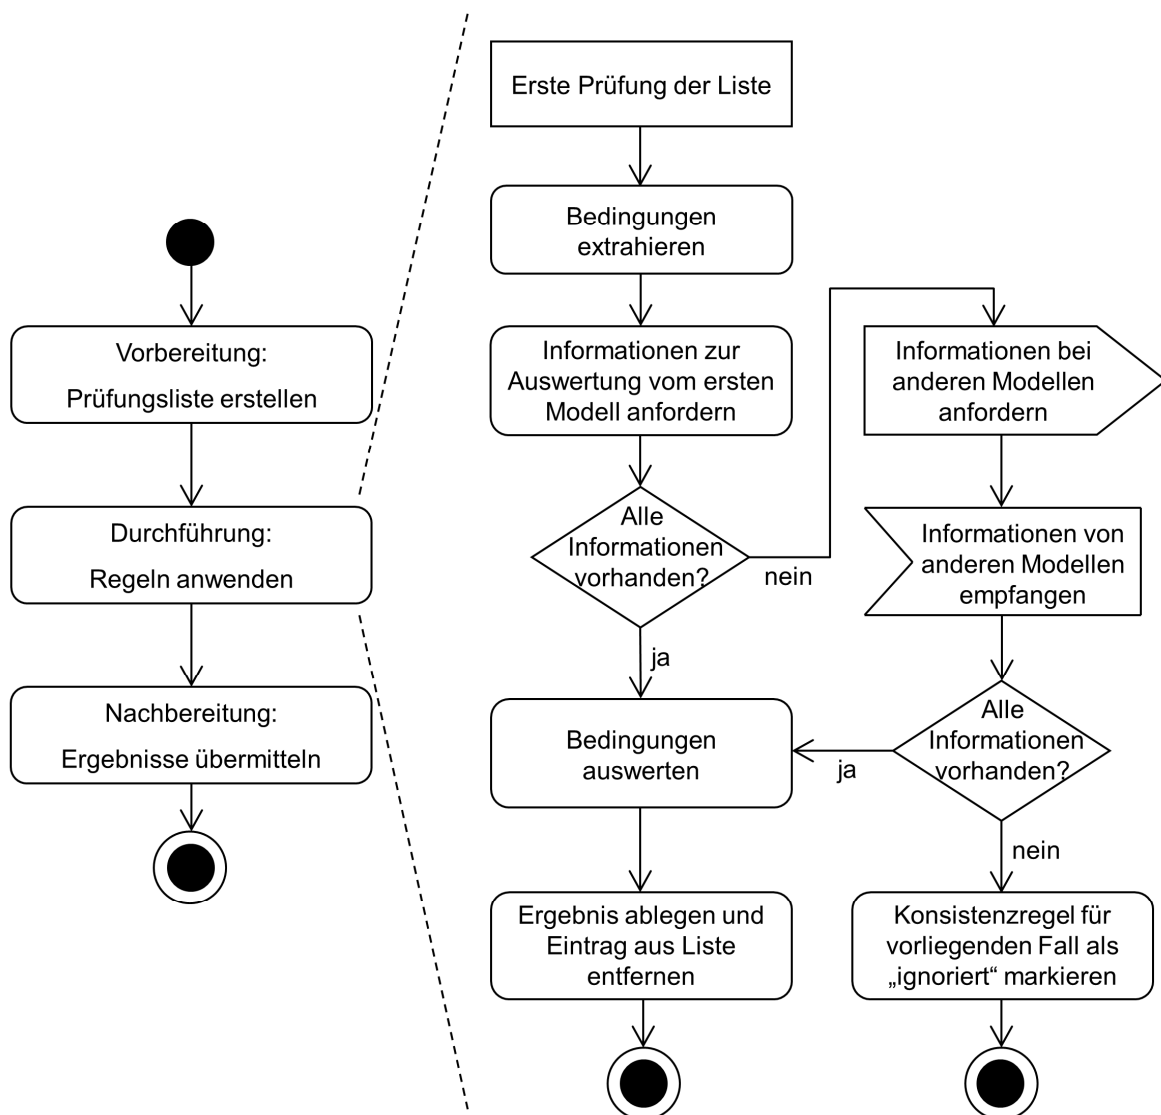 Vorbereitung:
Prüfungsliste erstellen
Durchführung:
Regeln anwenden
Nachbereitung:
Ergebnisse übermitteln
Erste Prüfung der Liste
Bedingungen
extrahieren
Informationen zur
Auswertung vom ersten
Modell anfordern
Alle
Informationen
vorhanden?
nein
ja
Informationen bei
anderen Modellen
anfordern
Informationen von
anderen Modellen
empfangen
Alle
Informationen
vorhanden?
ja
nein
Bedingungen
auswerten
Ergebnis ablegen und
Eintrag aus Liste
entfernen
Konsistenzregel für
vorliegenden Fall als
„ignoriert“ markieren